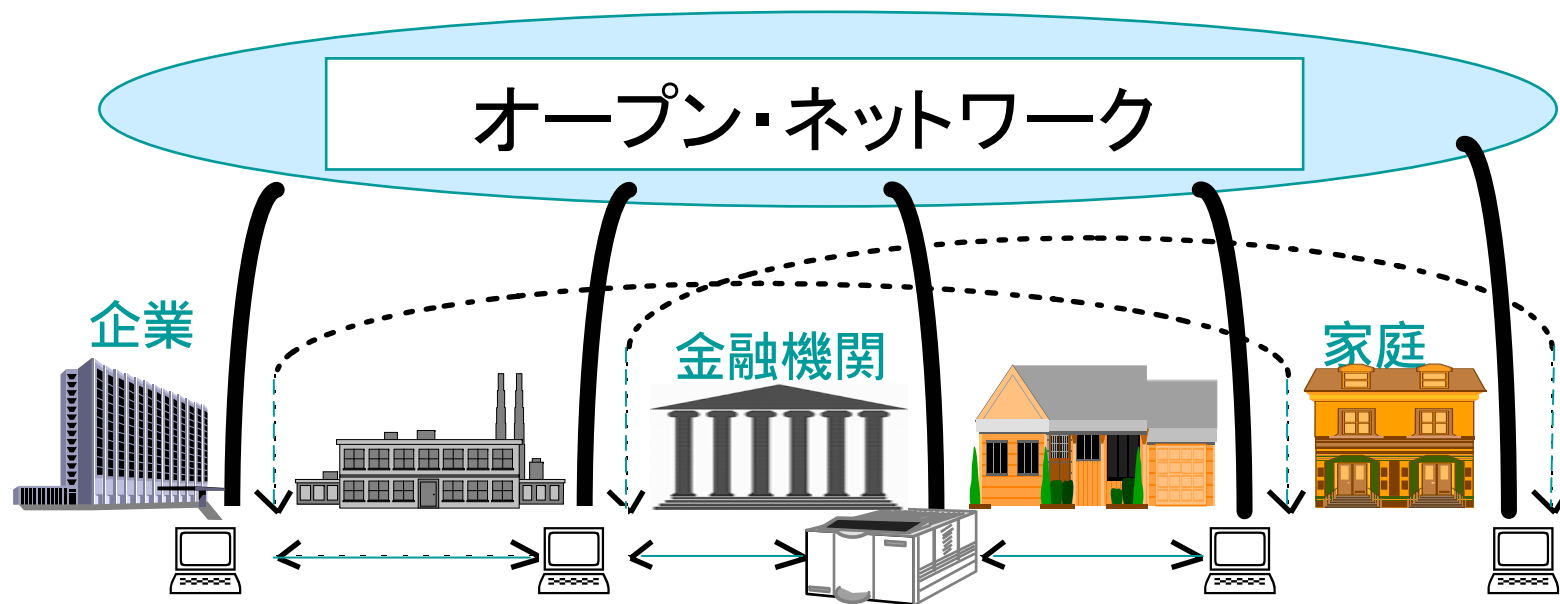 オープン・ネットワーク
企業
金融機関
家庭